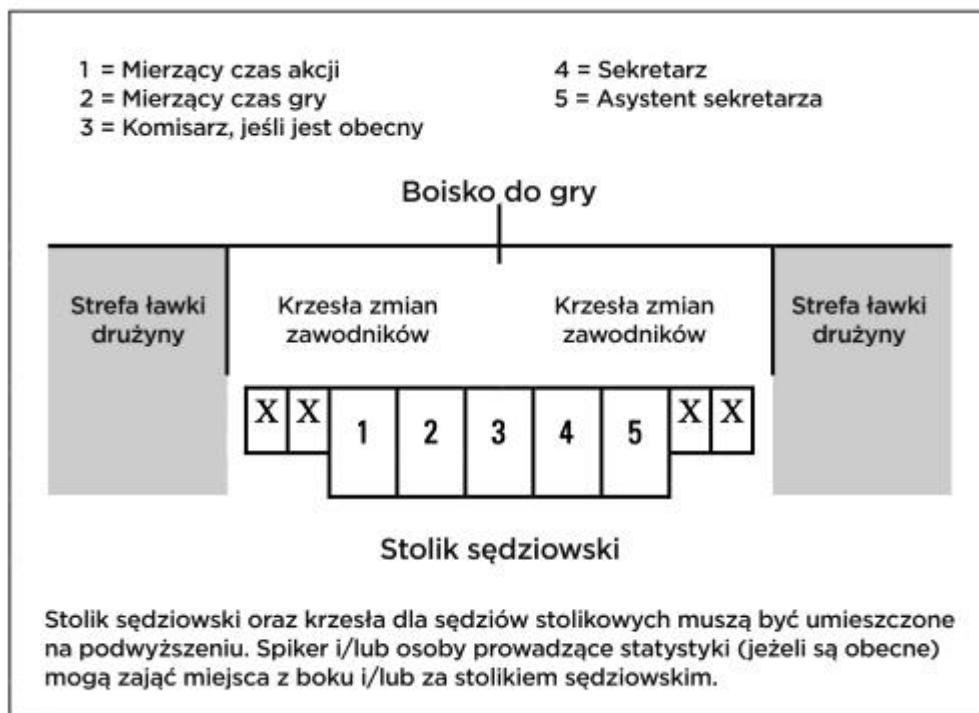 1 = Mierzący czas akcji
2 = Mierzący czas gry
3 = Komisarz, jeśli jest obecny
4 = Sekretarz
5 = Asystent sekretarza
Boisko do gry
Strefa ławki
drużyny
Krzesła zmian
zawodników
Krzesła zmian
zawodników
Strefa ławki
drużyny
X X 1 2 3 4 5 X X
Stolik sędziowski
Stolik sędziowski oraz krzesła dla sędziów stolikowych muszą być umieszczone
na podwyższeniu. Spiker i/lub osoby prowadzące statystyki (jeżeli są obecne)
mogą zająć miejsca z boku i/lub za stolikiem sędziowskim.